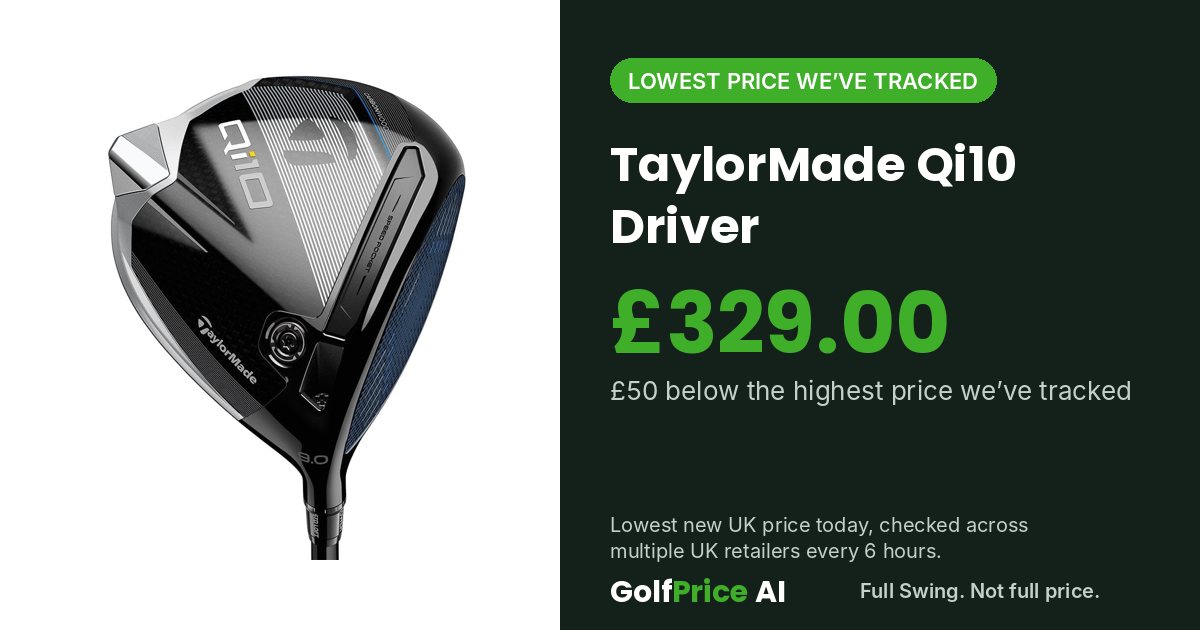 LOWEST PRICE WE’VE TRACKED
TaylorMade Qi10
Driver
£329.00
£50 below the highest price we’ve tracked
Lowest new UK price today, checked across
multiple UK retailers every 6 hours.
GolfPrice AI
Full Swing. Not full price.
Qi10
SPEED POCKET
TaylorMade
9.0